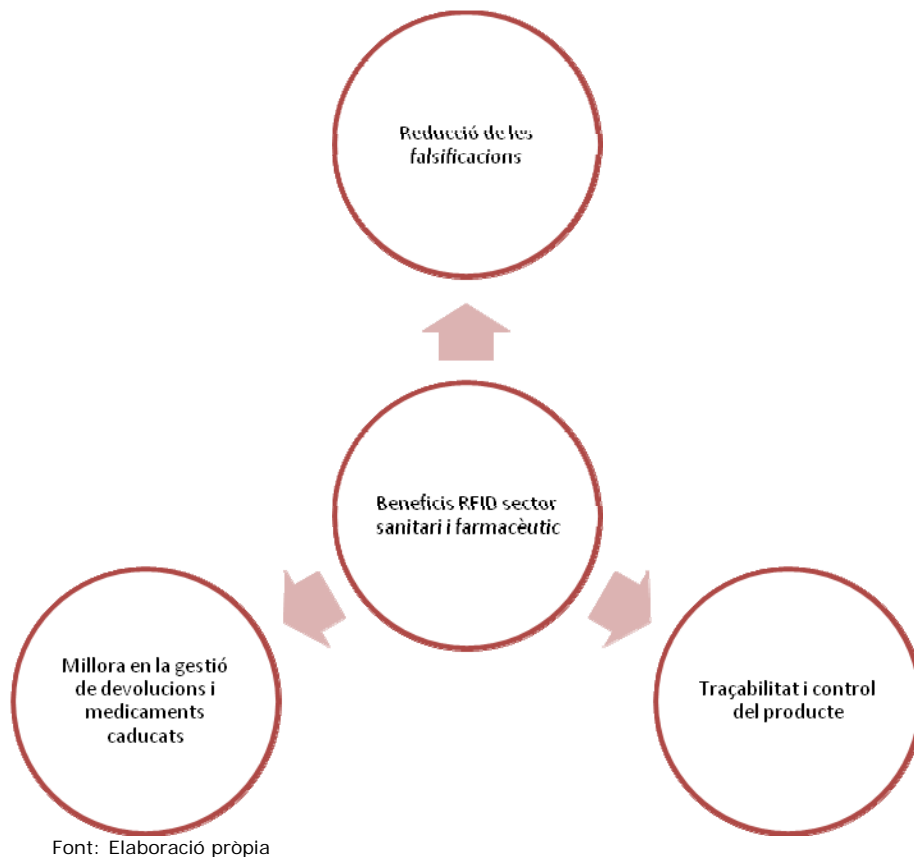 Reducció de les
falsificacions
Beneficis RFID sector
sanitari i farmacèutic
Millora en la gestió
de devolucions i
medicaments
caducats
Traçabilitat i control
del producte
Font: Elaboració pròpia